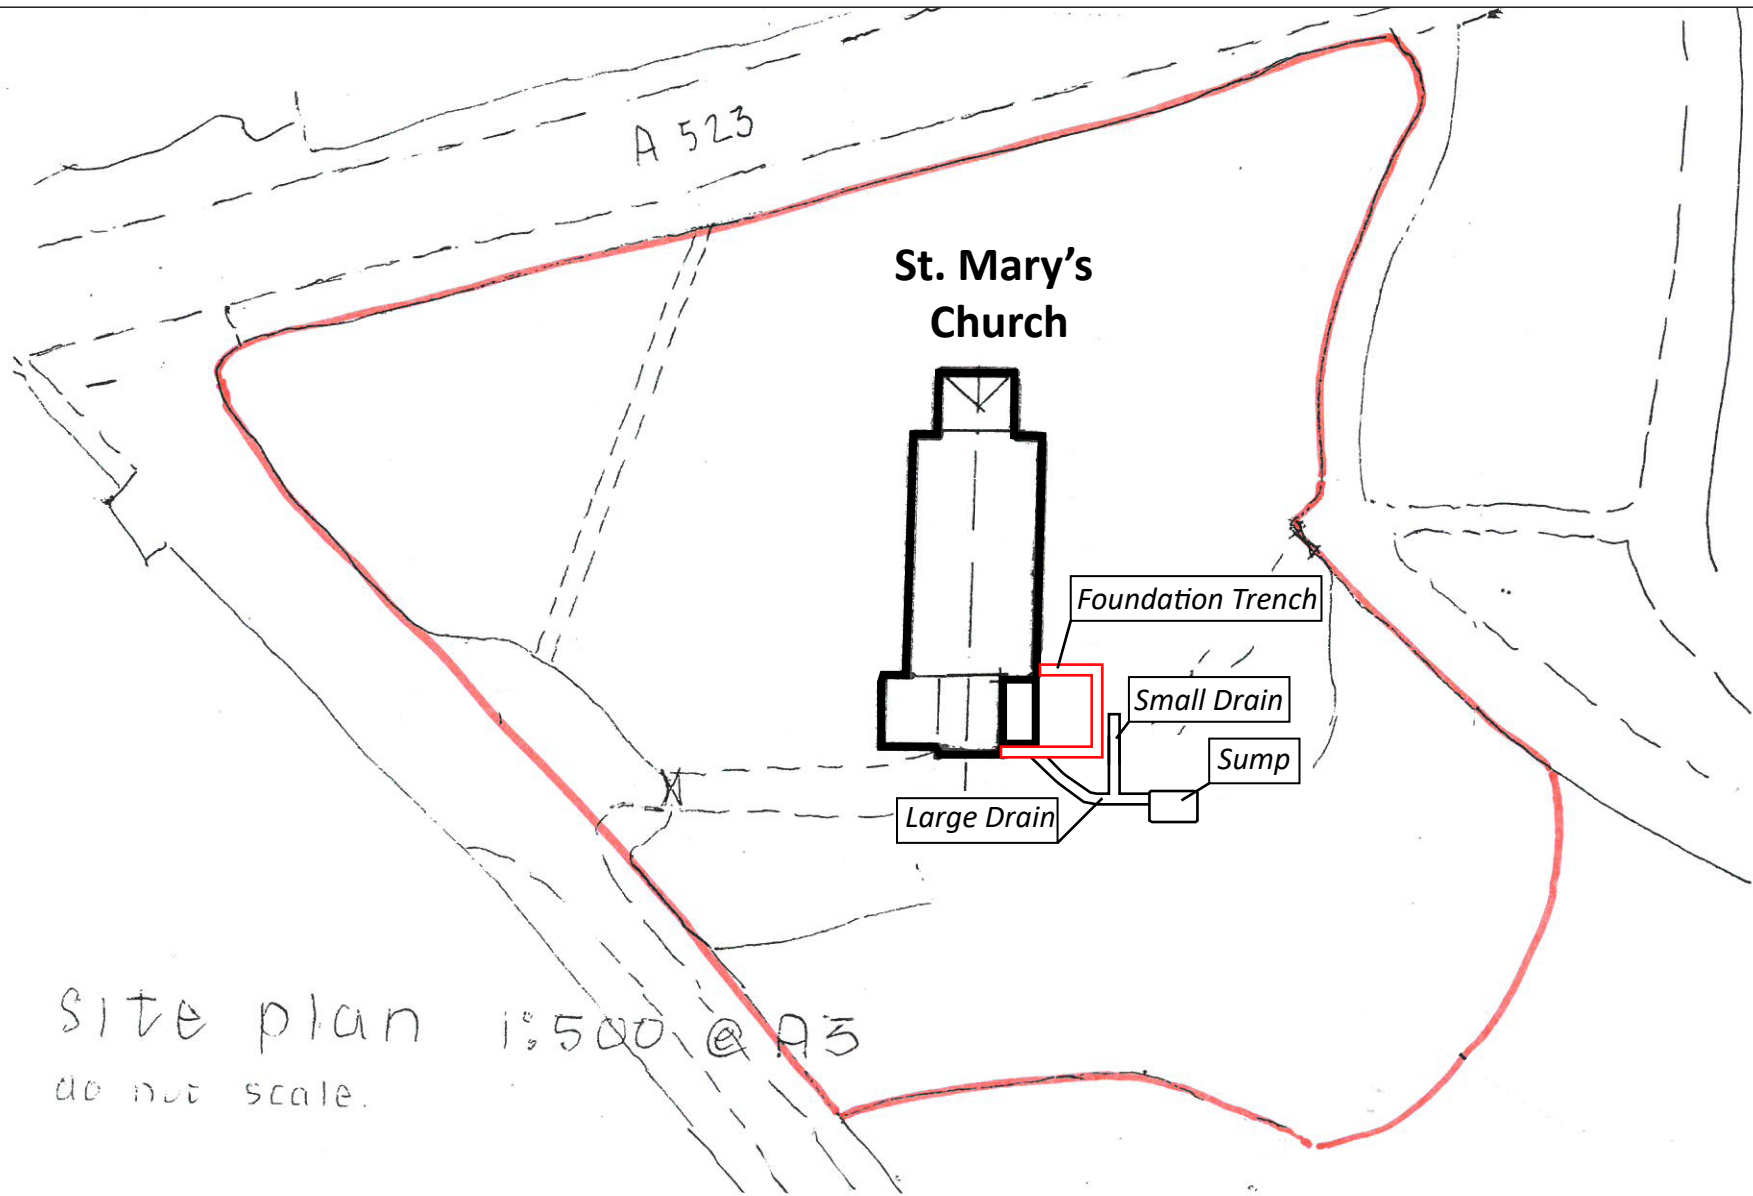 A 523
St. Mary's
Church
Foundation Trench
Small Drain
Sump
Large Drain
site plan 1:500 @ A3
do not scale.